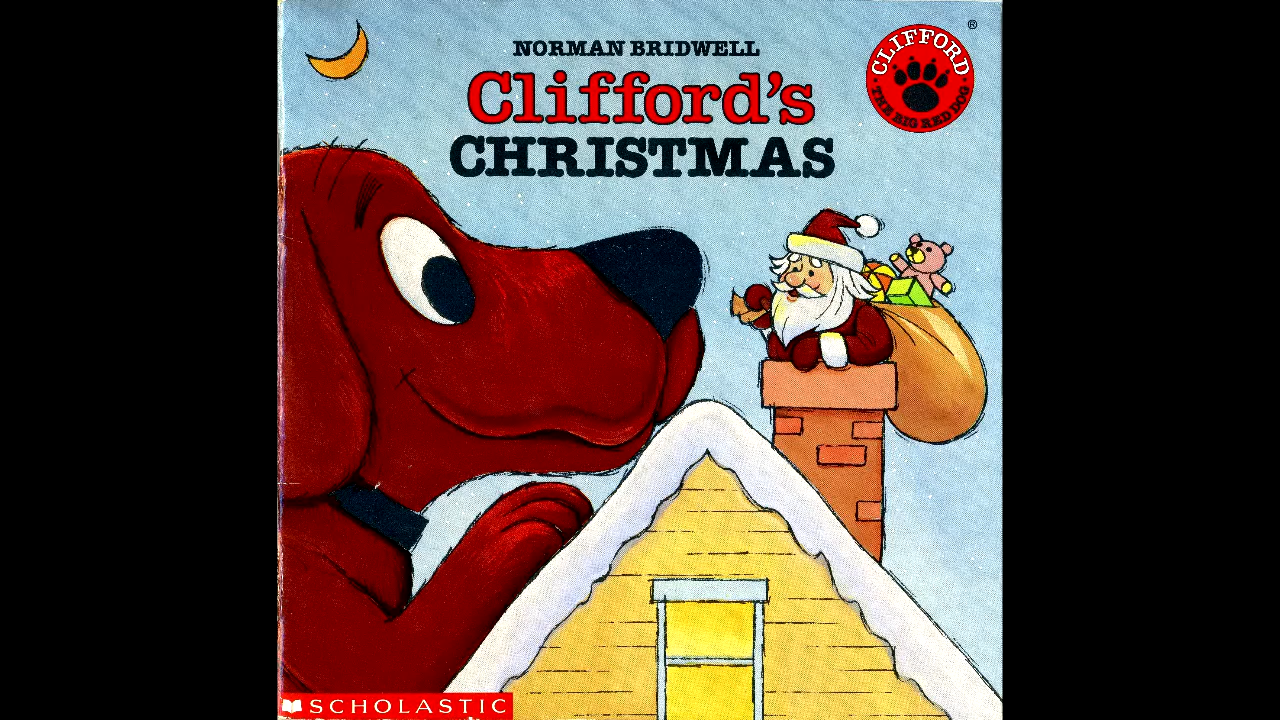 NORMAN BRIDWELL
Clifford's
CHRISTMAS
®
CLIFFORD
· THE BIG RED DOG ·
SCHOLASTIC